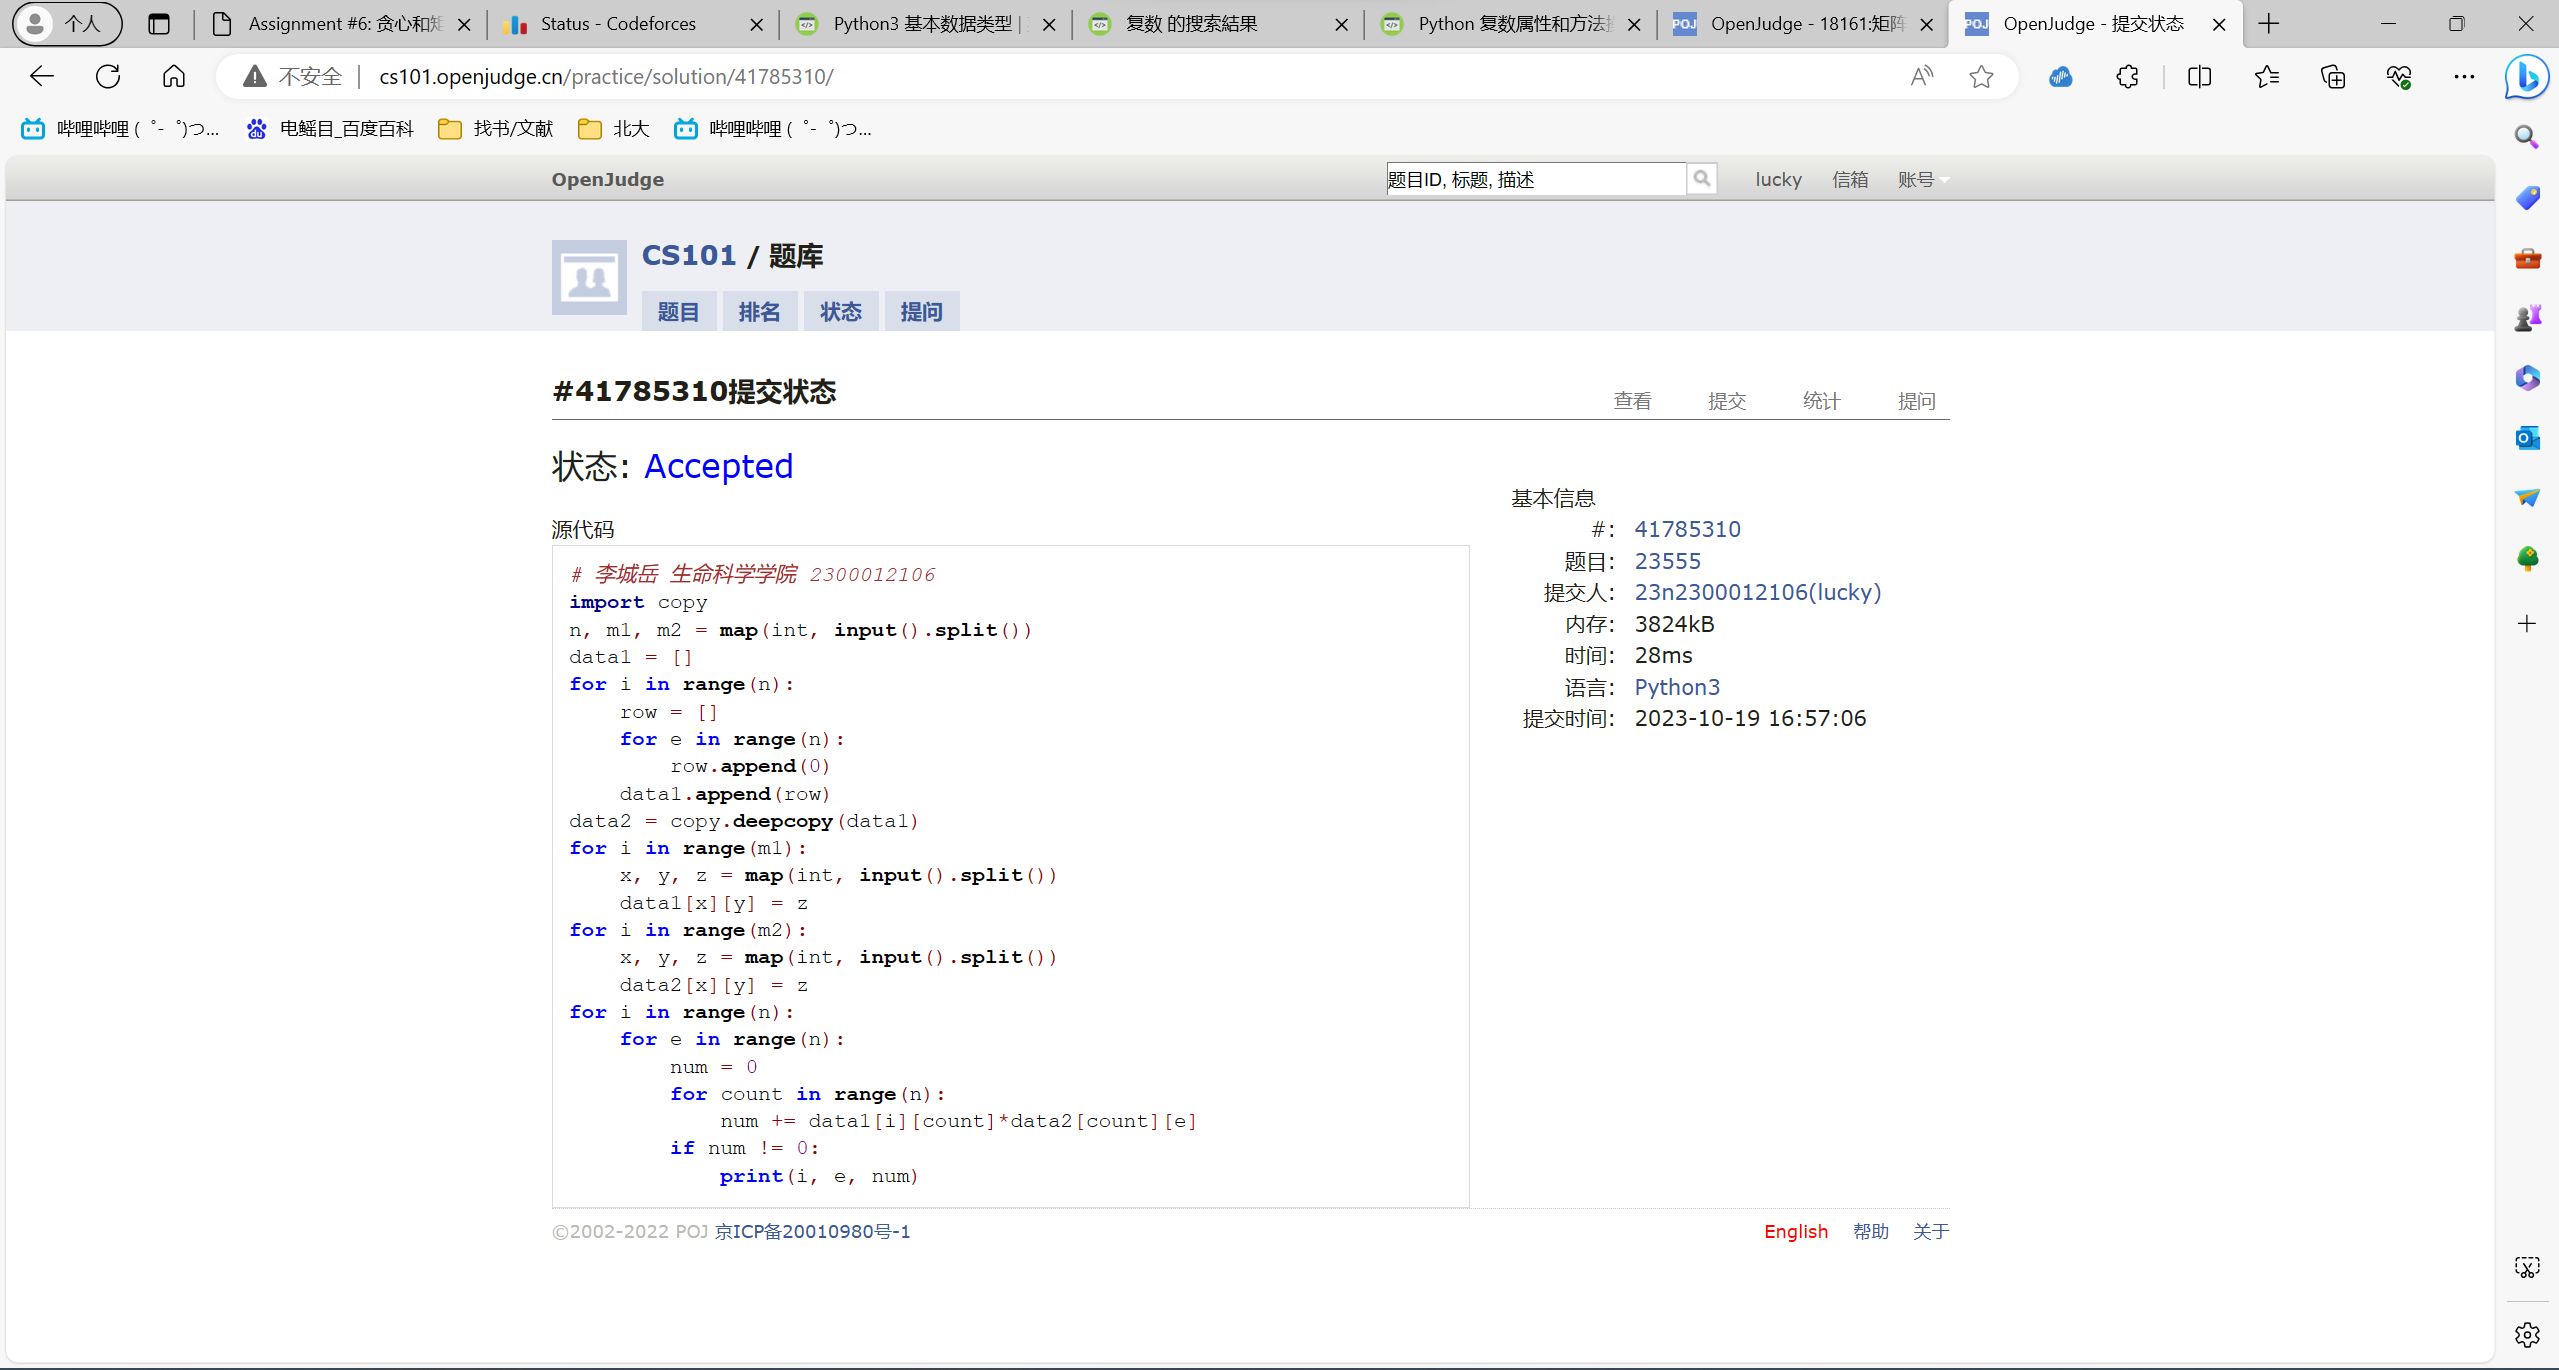 个人
Assignment #6: 贪心和矩
Status - Codeforces
Python3 基本数据类型 |
复数 的搜索結果
Python 复数属性和方法
OpenJudge - 18161:矩阵
OpenJudge - 提交状态
不安全 | cs101.openjudge.cn/practice/solution/41785310/
哔哩哔哩 ( ゜- ゜)つ... 电鳐目_百度百科 找书/文献 北大 哔哩哔哩 ( ゜- ゜)つ...
OpenJudge
题目ID, 标题, 描述
lucky 信箱 账号
CS101 / 题库
题目 排名 状态 提问
#41785310提交状态
查看 提交 统计 提问
状态: Accepted
源代码
# 李城岳 生命科学学院 2300012106
import copy
n, m1, m2 = map(int, input().split())
data1 = []
for i in range(n):
    row = []
    for e in range(n):
        row.append(0)
    data1.append(row)
data2 = copy.deepcopy(data1)
for i in range(m1):
    x, y, z = map(int, input().split())
    data1[x][y] = z
for i in range(m2):
    x, y, z = map(int, input().split())
    data2[x][y] = z
for i in range(n):
    for e in range(n):
        num = 0
        for count in range(n):
            num += data1[i][count]*data2[count][e]
        if num != 0:
            print(i, e, num)
基本信息
#: 41785310
题目: 23555
提交人: 23n2300012106(lucky)
内存: 3824kB
时间: 28ms
语言: Python3
提交时间: 2023-10-19 16:57:06
©2002-2022 POJ 京ICP备20010980号-1
English 帮助 关于